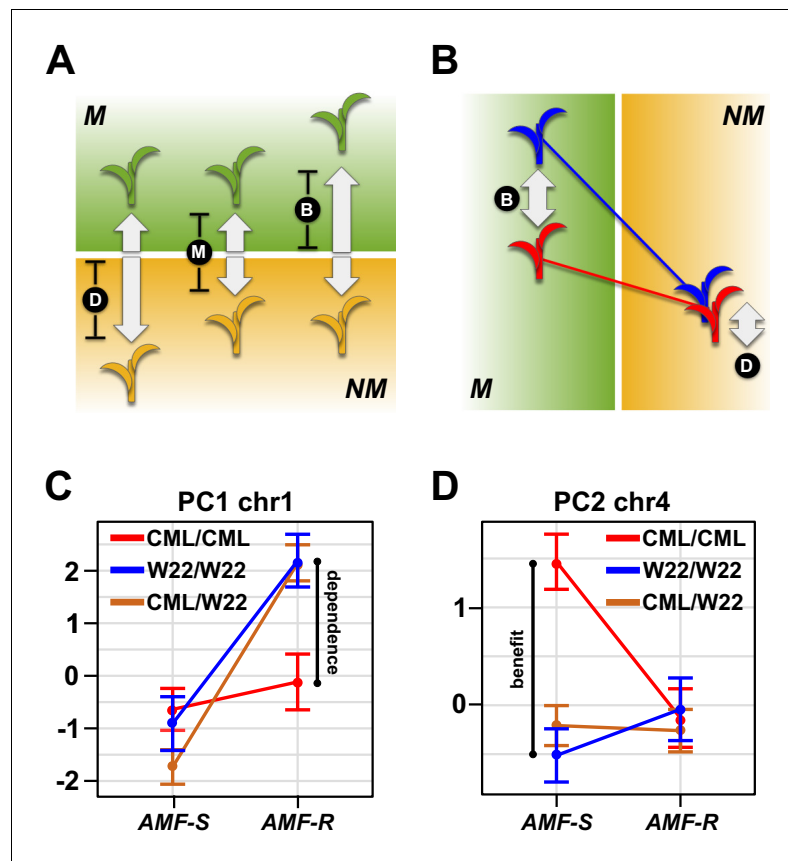 A
B
M
NM
B
B
M
D
NM
M
D
C
D
PC1 chr1
PC2 chr4
CML/CML
W22/W22
CML/W22
CML/CML
W22/W22
CML/W22
2
1
0
-1
-2
dependence
1
0
benefit
AMF-S
AMF-R
AMF-S
AMF-R